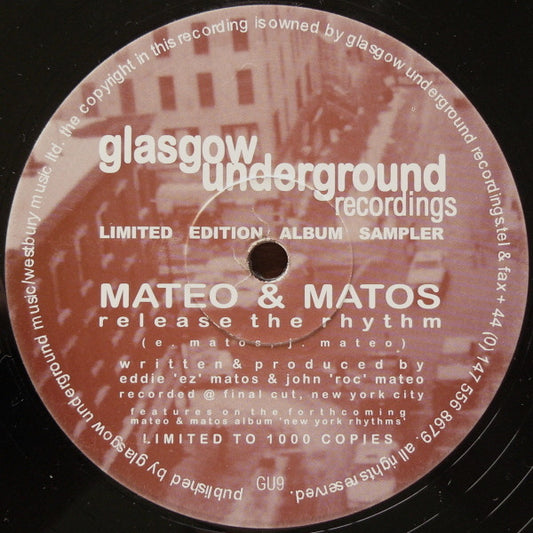 glasgow
underground
recordings
LIMITED EDITION ALBUM SAMPLER
MATEO & MATOS
release the rhythm
(e. matos, j. mateo)
written & produced by
eddie 'ez' matos & john 'roc' mateo
recorded @ final cut, new york city
features on the forthcoming
mateo & matos album 'new york rhythms'
LIMITED TO 1000 COPIES
GU9
published by glasgow underground music/westbury music ltd. the copyright in this recording is owned by glasgow underground recordings.tel & fax + 44 (0)147 556 8679. all rights reserved.